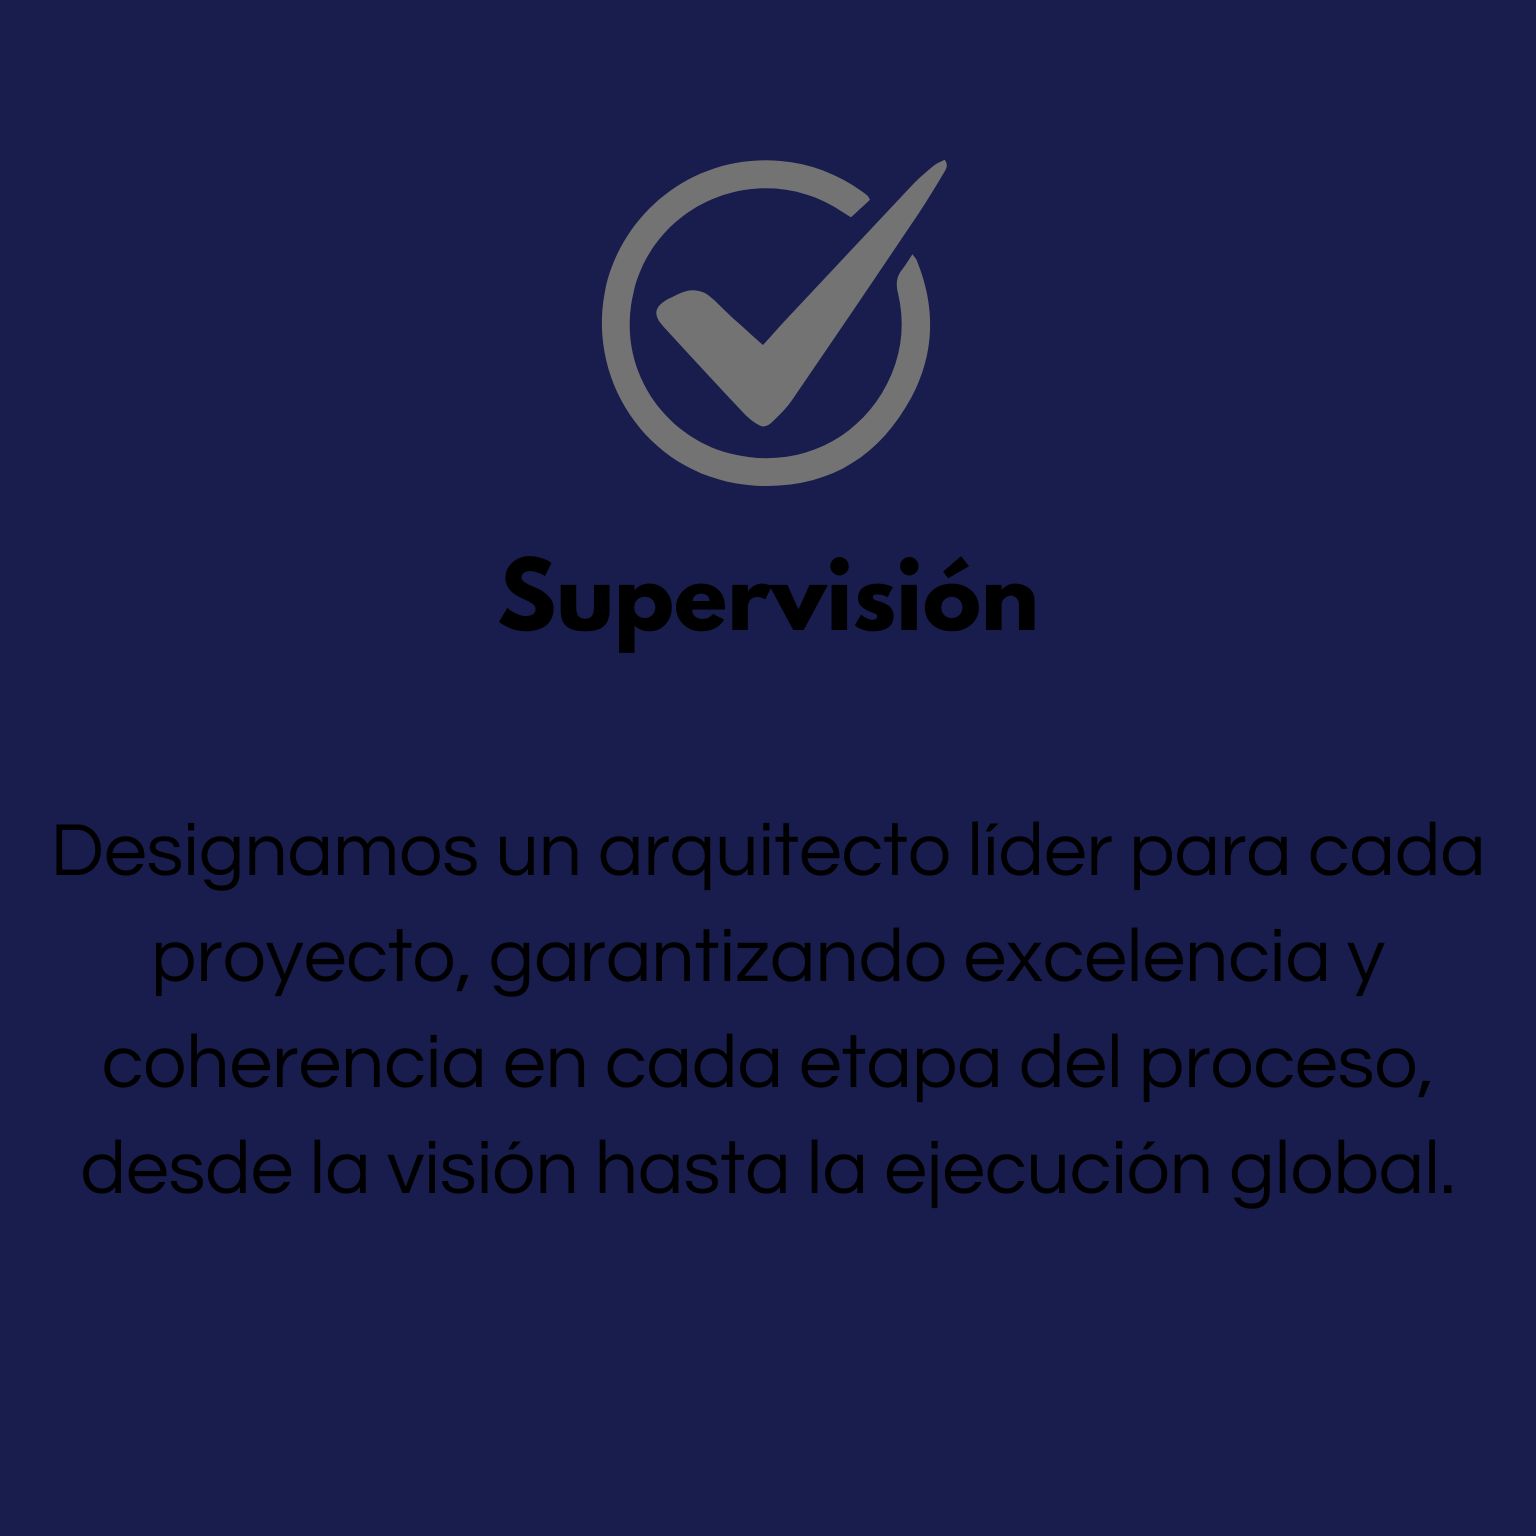 Supervisión
Designamos un arquitecto líder para cada
proyecto, garantizando excelencia y
coherencia en cada etapa del proceso,
desde la visión hasta la ejecución global.